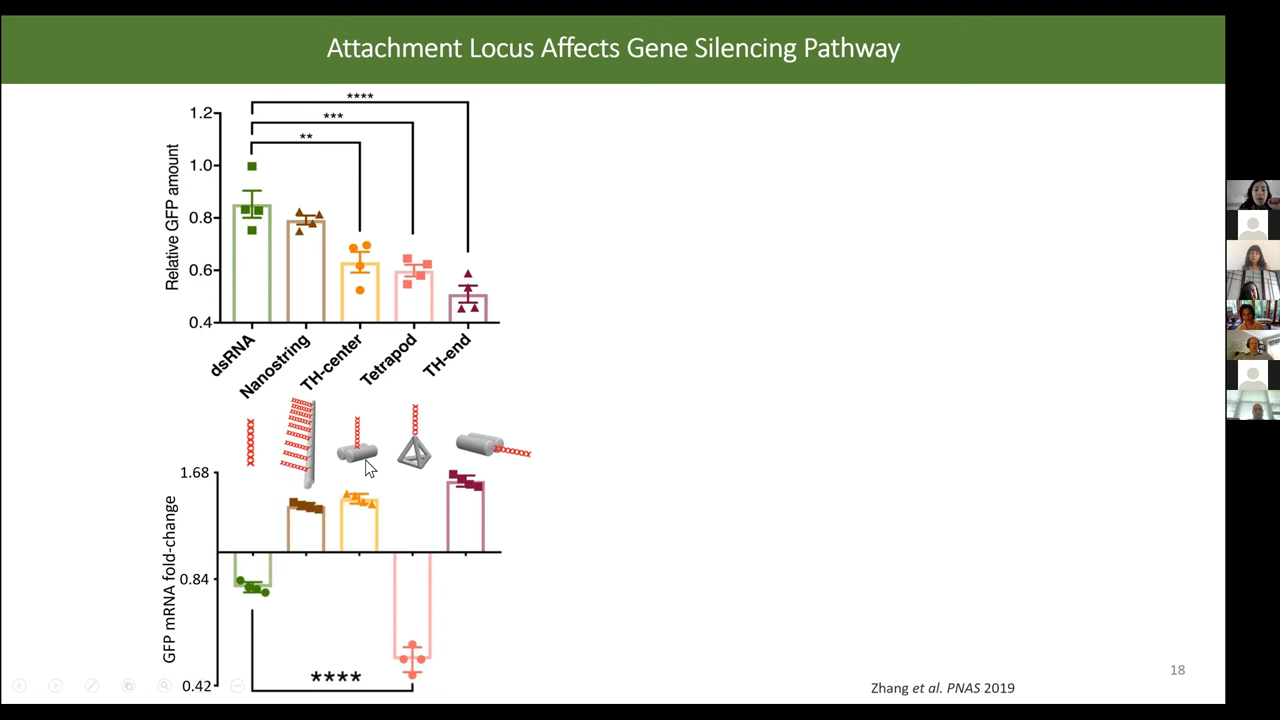 Attachment Locus Affects Gene Silencing Pathway
****
***
**
1.2
1.0
0.8
0.6
0.4
Relative GFP amount
dsRNA
Nanostring
TH-center
Tetrapod
TH-end
1.68
0.84
0.42
GFP mRNA fold-change
****
Zhang et al. PNAS 2019
18